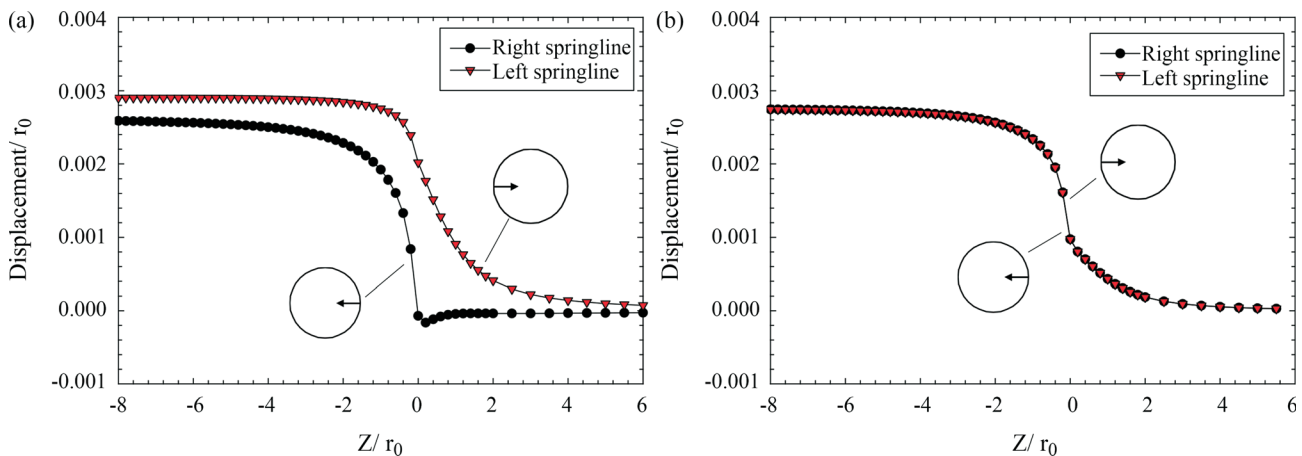 (a)
0.004
0.003
0.002
0.001
0.000
-0.001
Displacement/ r0
Right springline
Left springline
-8 -6 -4 -2 0 2 4 6
Z/ r0
(b)
0.004
0.003
0.002
0.001
0.000
-0.001
Displacement/ r0
Right springline
Left springline
-8 -6 -4 -2 0 2 4 6
Z/ r0